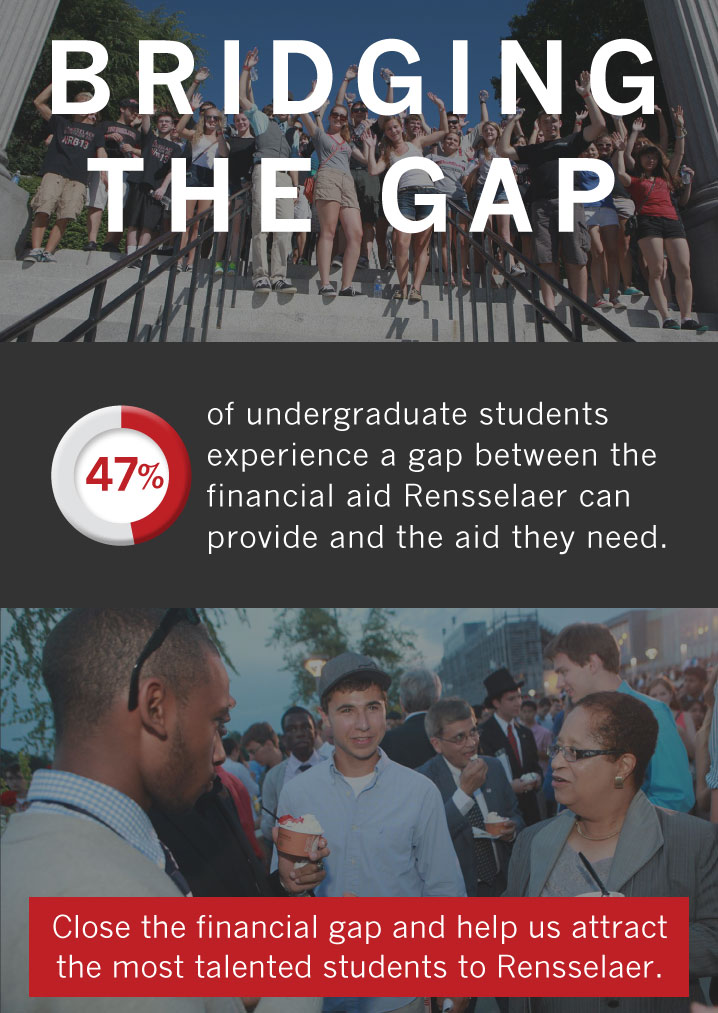 BRIDGING
THE GAP
47%
of undergraduate students
experience a gap between the
financial aid Rensselaer can
provide and the aid they need.
Close the financial gap and help us attract
the most talented students to Rensselaer.